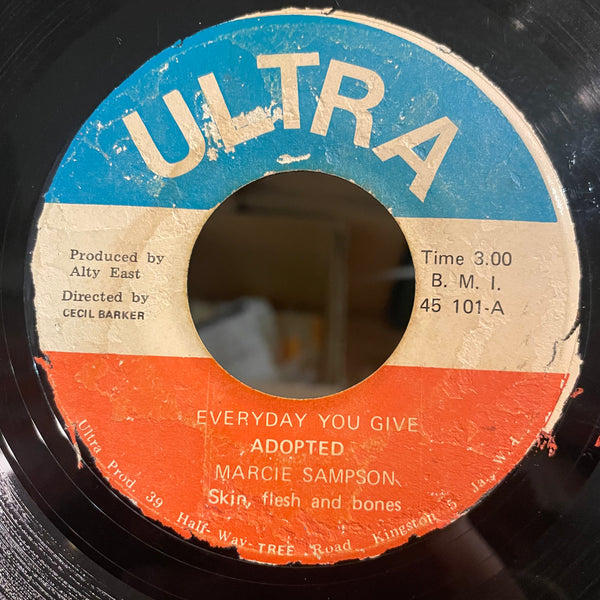 ULTRA
Produced by
Alty East
Directed by
CECIL BARKER
Time 3.00
B. M. I.
45 101-A
EVERYDAY YOU GIVE
ADOPTED
MARCIE SAMPSON
Skin, flesh and bones
Ultra Prod. 39 Half-Way-TREE Road Kingston 5 Ja. W.